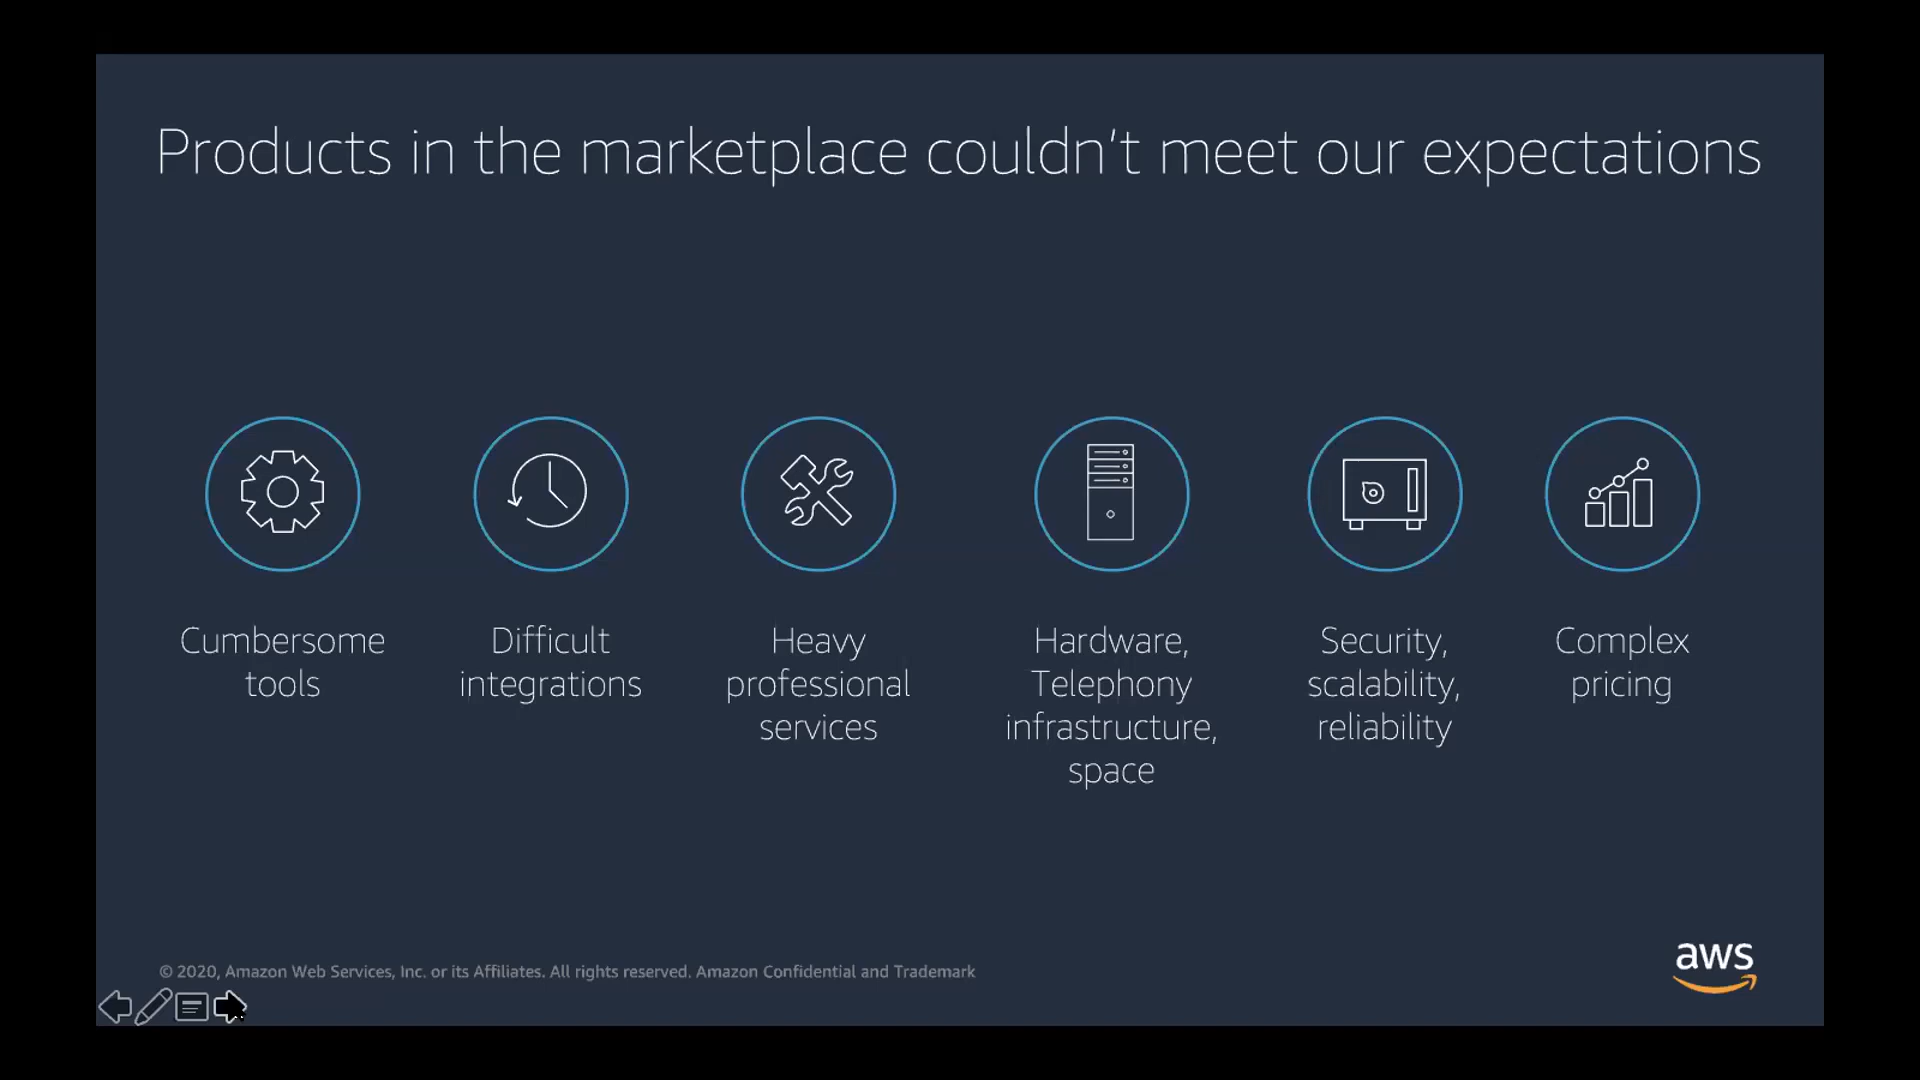 Products in the marketplace couldn't meet our expectations
Cumbersome
tools
Difficult
integrations
Heavy
professional
services
Hardware,
Telephony
infrastructure,
space
Security,
scalability,
reliability
Complex
pricing
© 2020, Amazon Web Services, Inc. or its Affiliates. All rights reserved. Amazon Confidential and Trademark
aws